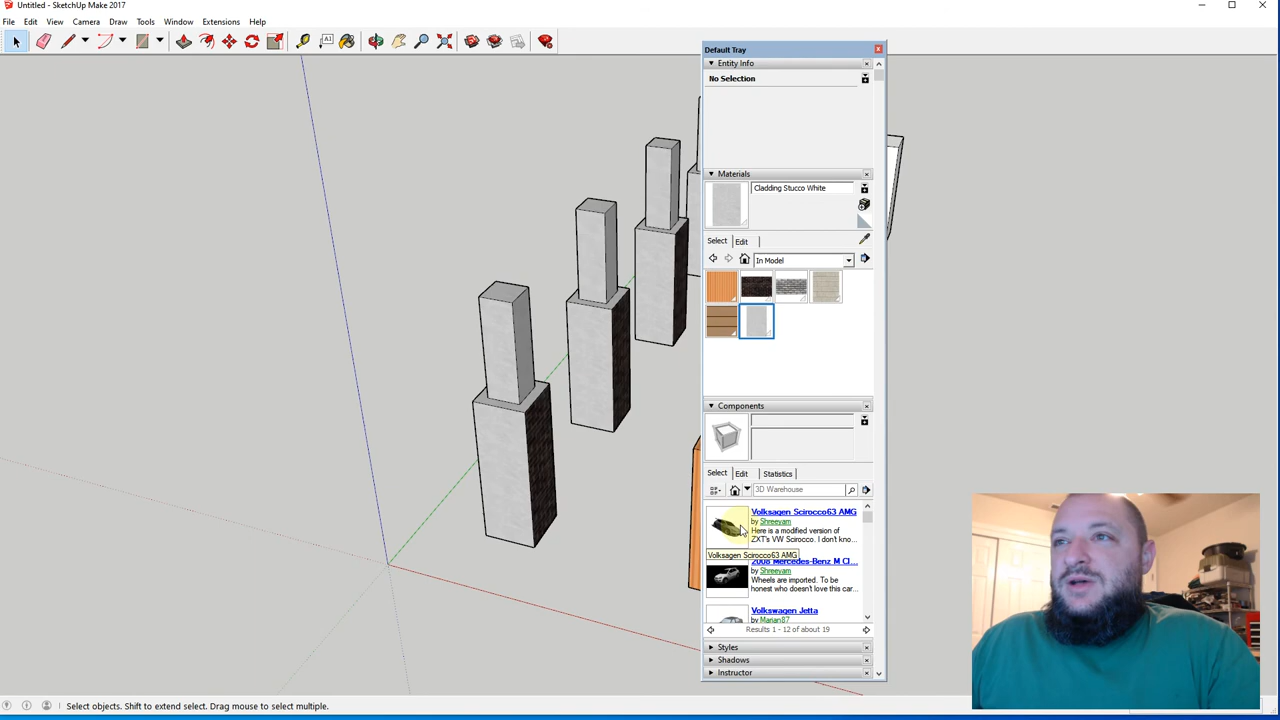 Untitled - SketchUp Make 2017
File Edit View Camera Draw Tools Window Extensions Help
Default Tray
Entity Info
No Selection
Materials
Cladding Stucco White
Select Edit
In Model
Components
Select Edit Statistics
3D Warehouse
Volksagen Scirocco63 AMG
by Shreeyam
Here is a modified version of
ZXT's VW Scirocco. I don't kno...
Volksagen Scirocco63 AMG
2008 Mercedes-Benz M Cl...
by Shreeyam
Wheels are imported. To be
honest who doesn't love this car...
Volkswagen Jetta
by Marian87
Results 1 - 12 of about 19
Styles
Shadows
Instructor
Select objects. Shift to extend select. Drag mouse to select multiple.